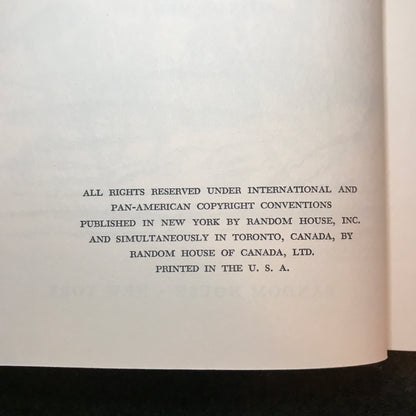 ALL RIGHTS RESERVED UNDER INTERNATIONAL AND
PAN-AMERICAN COPYRIGHT CONVENTIONS
PUBLISHED IN NEW YORK BY RANDOM HOUSE, INC.
AND SIMULTANEOUSLY IN TORONTO, CANADA, BY
RANDOM HOUSE OF CANADA, LTD.
PRINTED IN THE U. S. A.